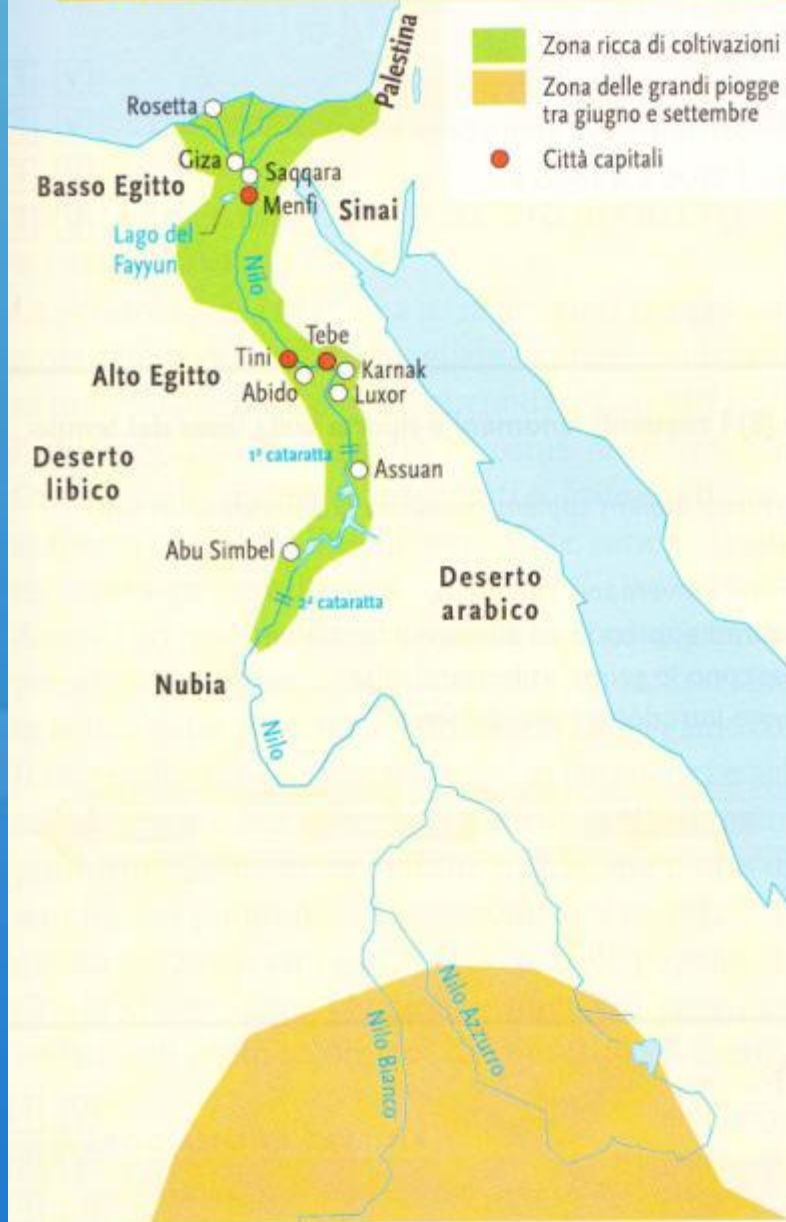 Palestina
Zona ricca di coltivazioni
Zona delle grandi piogge
tra giugno e settembre
Città capitali
Rosetta
Giza
Saqqara
Basso Egitto
Menfi
Sinai
Lago del
Fayyun
Nilo
Tebe
Tini
Karnak
Alto Egitto
Abido
Luxor
Deserto
libico
1ª cataratta
Assuan
Abu Simbel
Deserto
arabico
2ª cataratta
Nubia
Nilo
Nilo Azzurro
Nilo Bianco